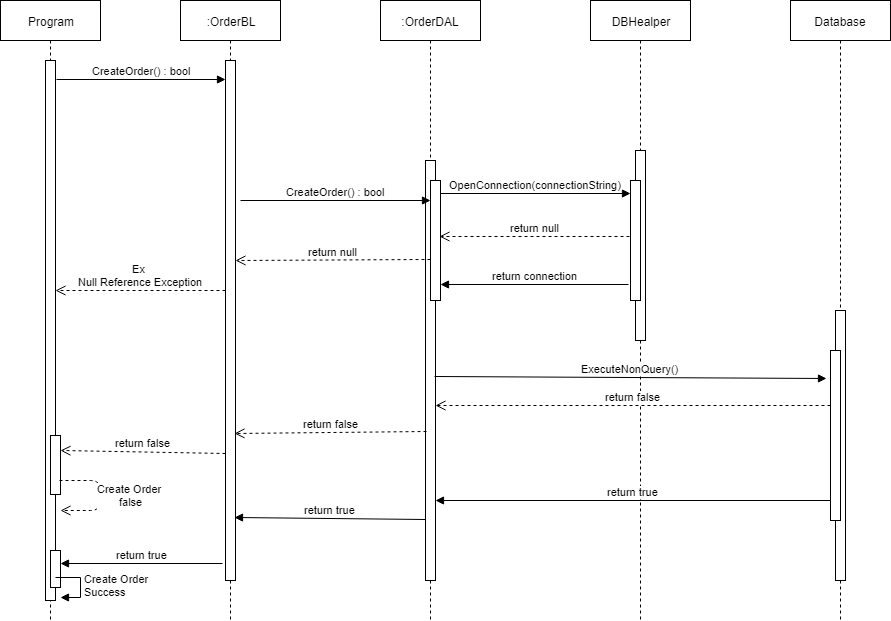 Program
:OrderBL
:OrderDAL
DBHealper
Database
CreateOrder() : bool
CreateOrder() : bool
OpenConnection(connectionString)
return null
return null
Ex
Null Reference Exception
return connection
ExecuteNonQuery()
return false
return false
return false
Create Order
false
return true
return true
return true
Create Order
Success